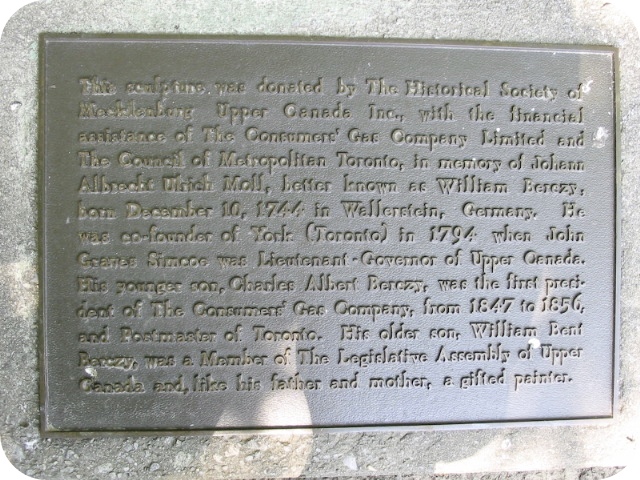 This sculpture was donated by The Historical Society of
Mecklenborg Upper Canada Inc., with the financial
assistance of The Consumers' Gas Company Limited and
The Council of Metropolitan Toronto, in memory of Johann
Albrecht Ulrich Moll, better known as William Berczy,
born December 10, 1744 in Wallerstein, Germany. He
was co-founder of York (Toronto) in 1794 when John
Graves Simcoe was Lieutenant-Governor of Upper Canada.
His younger son, Charles Albert Berczy, was the first presi-
dent of The Consumers' Gas Company, from 1847 to 1856,
and Postmaster of Toronto. His older son, William Bent
Berczy, was a Member of The Legislative Assembly of Upper
Canada and, like his father and mother, a gifted painter.